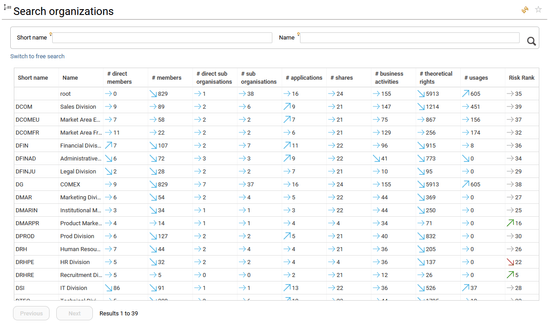 Search organizations
Short name Name
Switch to free search
Short name Name # direct members # members # direct sub organizations # sub organizations # applications # shares # business activities # theoretical rights # usages Risk Rank
root 0 829 1 38 16 24 155 5913 605 35
DCOM Sales Division 9 89 2 6 9 21 147 1214 451 39
DCOMEU Market Area E... 7 58 2 2 7 21 75 867 156 37
DCOMFR Market Area Fr... 11 22 2 2 6 21 129 256 174 32
DFIN Financial Divis... 7 107 2 7 11 22 96 915 8 36
DFINAD Administrative... 6 72 3 3 9 22 41 773 0 34
DFINJU Legal Division 2 28 2 2 7 21 10 95 0 29
DG COMEX 9 829 7 37 16 24 155 5913 605 38
DMAR Marketing Divi... 6 54 2 4 5 22 44 369 0 27
DMARIN Institutional M... 3 34 1 1 3 22 44 250 0 25
DMARPR Product Marke... 4 14 1 1 4 4 34 71 0 16
DPROD Prod Division 6 127 2 2 5 21 40 832 0 30
DRH Human Resou... 7 44 2 2 4 22 36 205 0 26
DRHPE HR Division 5 32 2 2 4 4 36 137 0 22
DRHRE Recruitment Di... 5 5 0 0 2 21 12 26 0 5
DSI IT Division 86 91 1 1 13 22 36 526 37 28
Previous Next Results 1 to 39